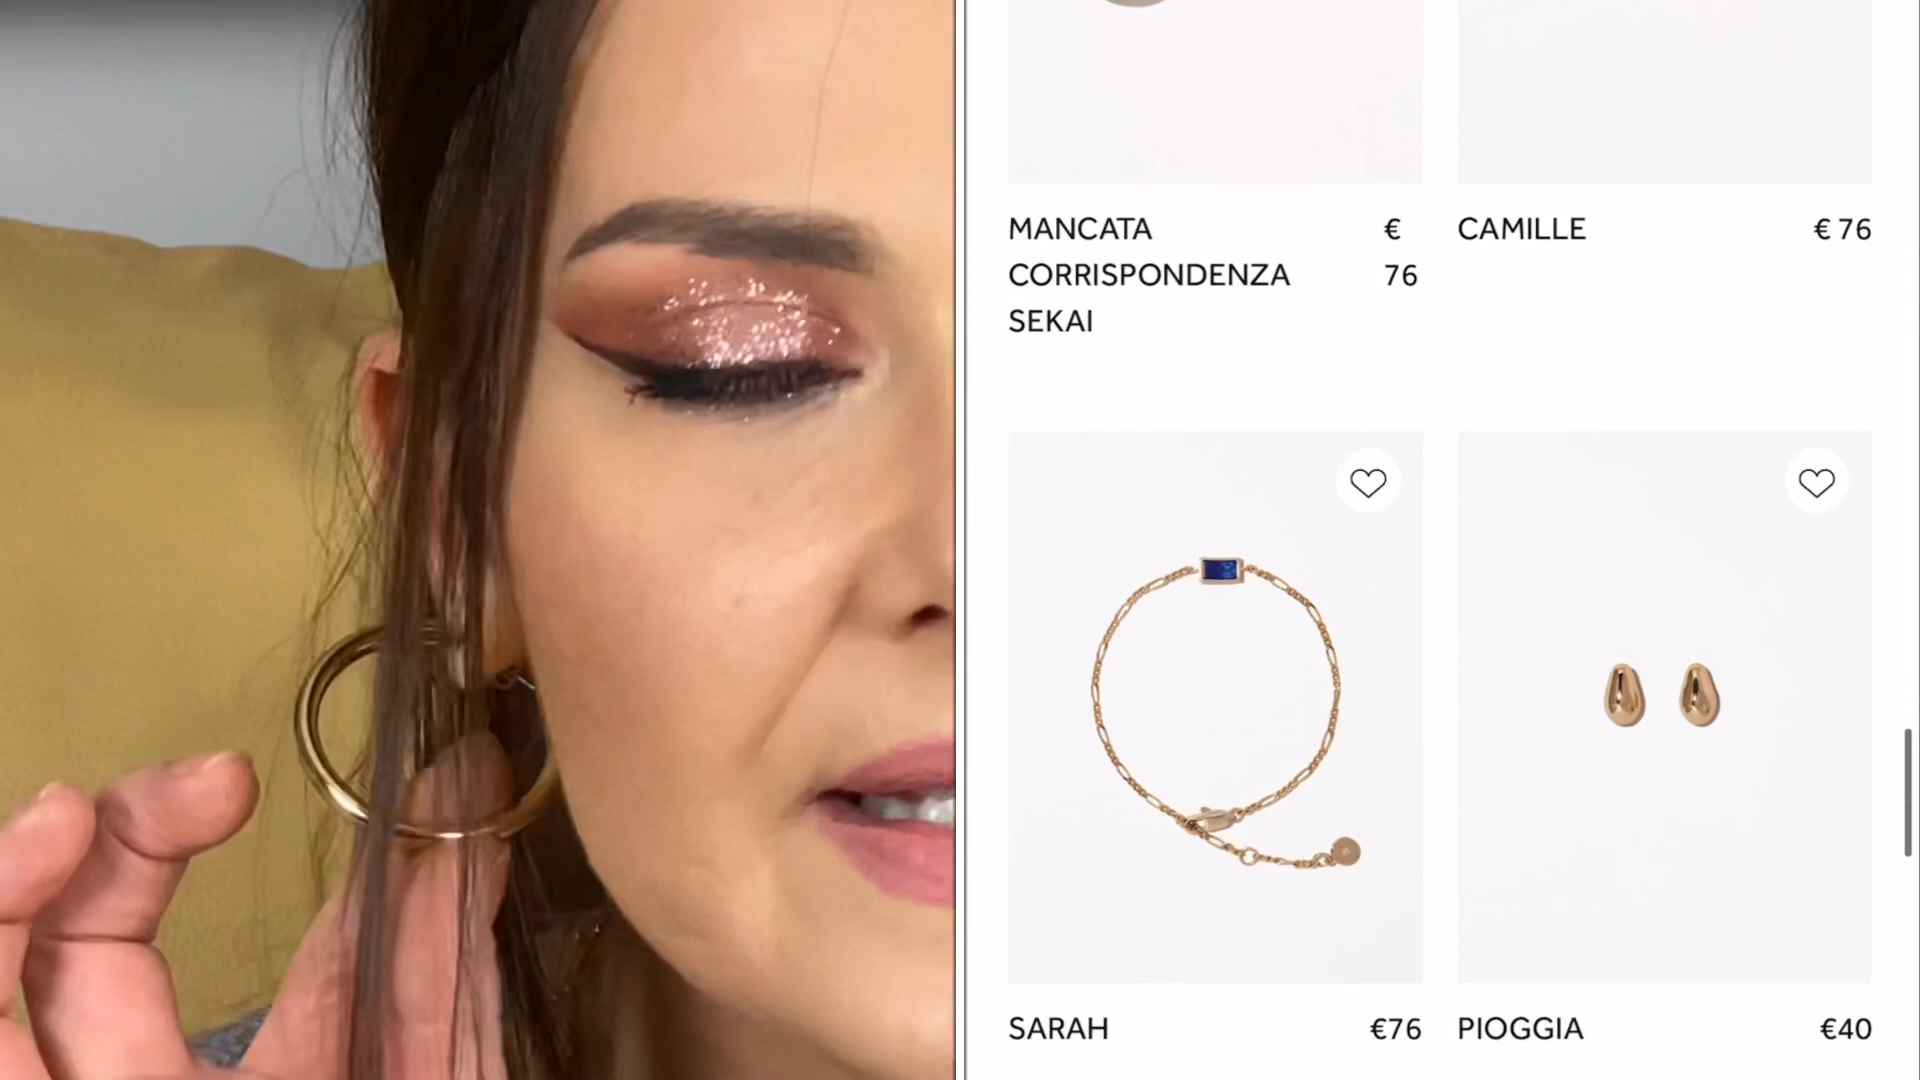 MANCATA €
CORRISPONDENZA 76
SEKAI
CAMILLE € 76
SARAH €76
PIOGGIA €40